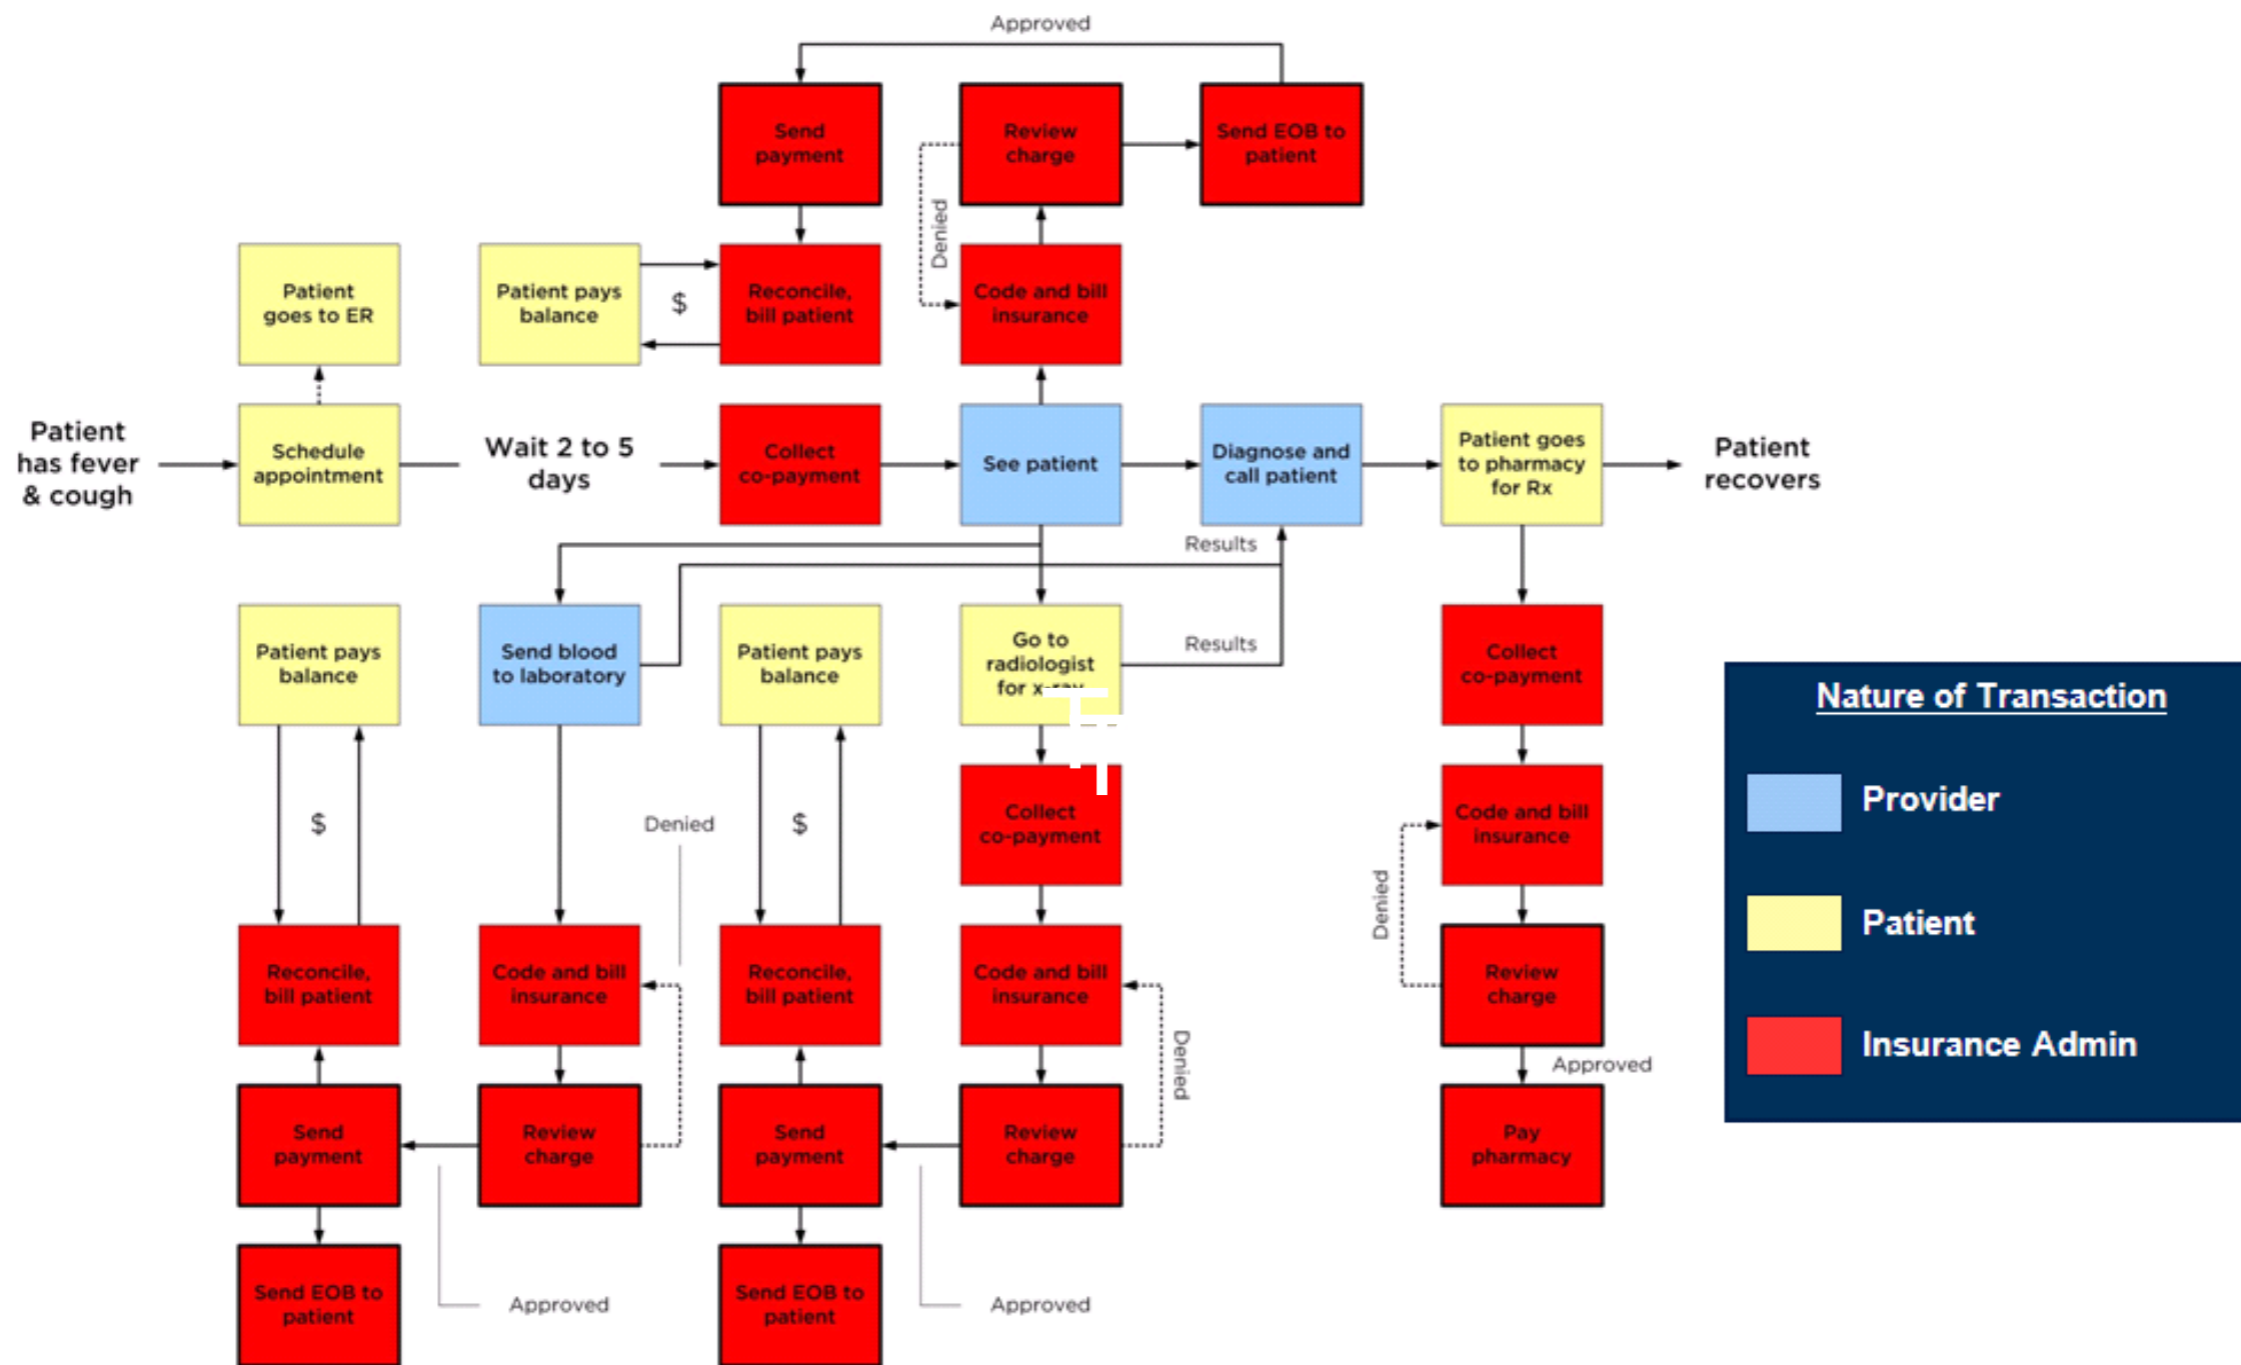 Approved
Send
payment
Review
charge
Send EOB to
patient
Denied
Patient
goes to ER
Patient pays
balance
$
Reconcile,
bill patient
Code and bill
insurance
Patient
has fever
& cough
Schedule
appointment
Wait 2 to 5
days
Collect
co-payment
See patient
Diagnose and
call patient
Patient goes
to pharmacy
for Rx
Patient
recovers
Results
Patient pays
balance
Send blood
to laboratory
Patient pays
balance
Go to
radiologist
for x-ray
Results
Collect
co-payment
$
Denied
$
Collect
co-payment
Code and bill
insurance
Denied
Reconcile,
bill patient
Code and bill
insurance
Reconcile,
bill patient
Code and bill
insurance
Denied
Review
charge
Approved
Send
payment
Review
charge
Send
payment
Review
charge
Pay
pharmacy
Send EOB to
patient
Approved
Send EOB to
patient
Approved
Nature of Transaction
Provider
Patient
Insurance Admin